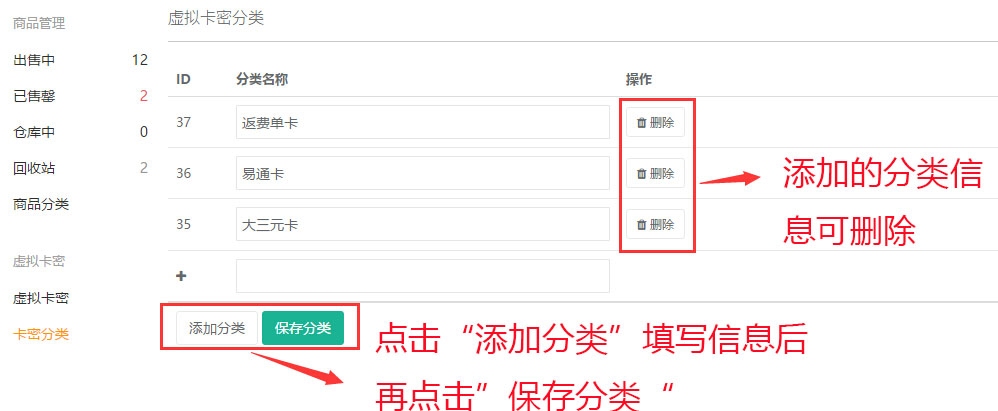 商品管理
出售中 12
已售罄 2
仓库中 0
回收站 2
商品分类
虚拟卡密
虚拟卡密
卡密分类
虚拟卡密分类
ID 分类名称 操作
37 返费单卡 删除
36 易通卡 删除
35 大三元卡 删除
+
添加分类 保存分类
添加的分类信
息可删除
点击“添加分类”填写信息后
再点击”保存分类“